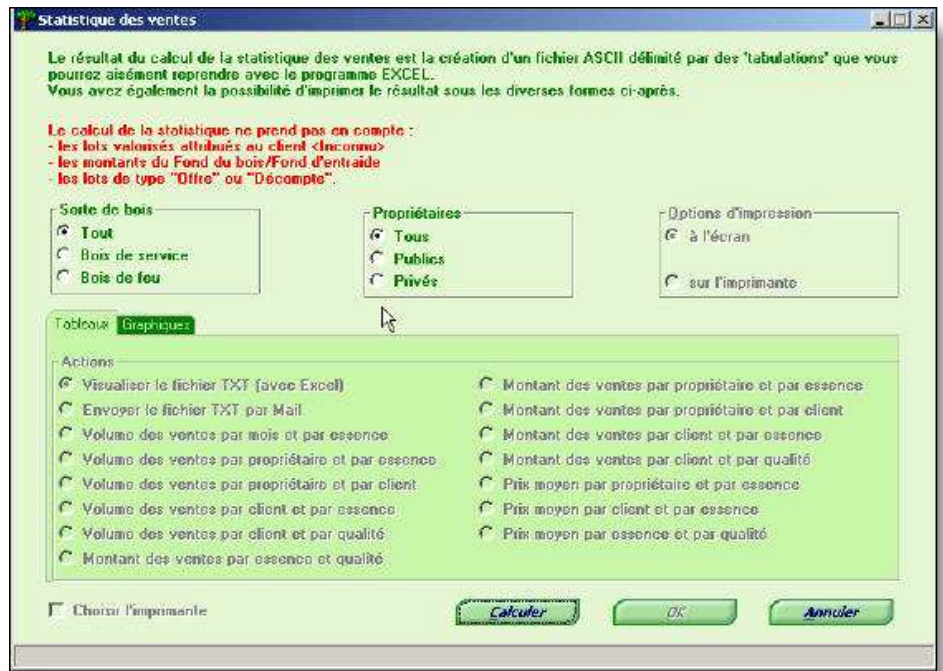 Statistique des ventes
Le résultat du calcul de la statistique des ventes est la création d'un fichier ASCII délimité par des 'tabulations' que vous
pourrez aisément reprendre avec le programme EXCEL.
Vous avez également la possibilité d'imprimer le résultat sous les diverses formes ci-après.
Le calcul de la statistique ne prend pas en compte :
- les lots valorisés attribués au client <Inconnu>
- les montants du Fond du bois/Fond d'entraide
- les lots de type "Offre" ou "Décompte".
Sorte de bois
Tout
Bois de service
Bois de feu
Propriétaires
Tous
Publics
Privés
Options d'impression
à l'écran
sur l'imprimante
Tableaux Graphiques
Actions
Visualiser le fichier TXT (avec Excel)
Envoyer le fichier TXT par Mail
Volume des ventes par mois et par essence
Volume des ventes par propriétaire et par essence
Volume des ventes par propriétaire et par client
Volume des ventes par client et par essence
Volume des ventes par client et par qualité
Montant des ventes par essence et qualité
Montant des ventes par propriétaire et par essence
Montant des ventes par propriétaire et par client
Montant des ventes par client et par essence
Montant des ventes par client et par qualité
Prix moyen par propriétaire et par essence
Prix moyen par client et par essence
Prix moyen par essence et par qualité
Choisir l'imprimante
Calculer
OK
Annuler